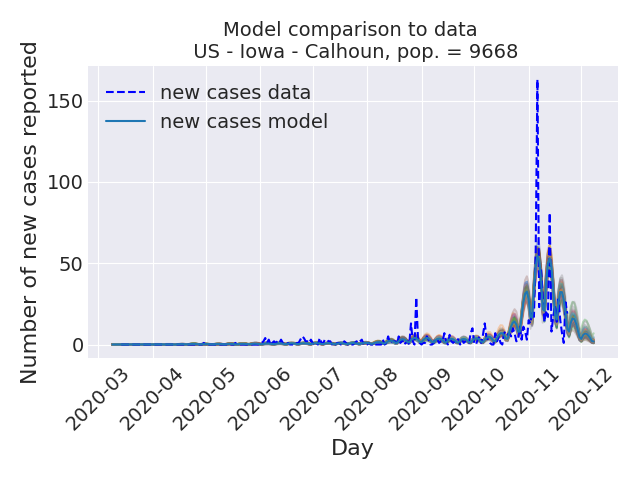 Model comparison to data
US - Iowa - Calhoun, pop. = 9668
Number of new cases reported
150
100
50
0
new cases data
new cases model
2020-03
2020-04
2020-05
2020-06
2020-07
2020-08
2020-09
2020-10
2020-11
2020-12
Day